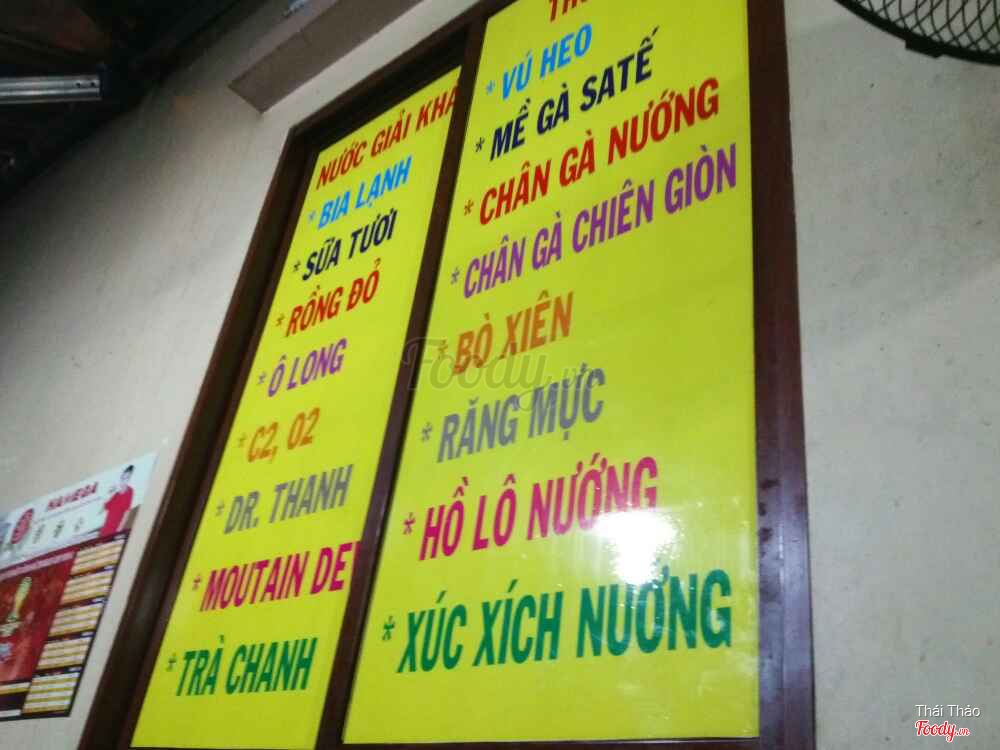 NƯỚC GIẢI KHÁ
* BIA LẠNH
* SỮA TƯƠI
* RỒNG ĐỎ
* Ô LONG
* C2, O2
* DR. THANH
* MOUTAIN DE
* TRÀ CHANH
* VÚ HEO
* MỀ GÀ SATẾ
* CHÂN GÀ NƯỚNG
* CHÂN GÀ CHIÊN GIÒN
* BÒ XIÊN
* RĂNG MỰC
* HỒ LÔ NƯỚNG
* XÚC XÍCH NƯỚNG
Foody.vn
Thái Thảo
Foody.vn